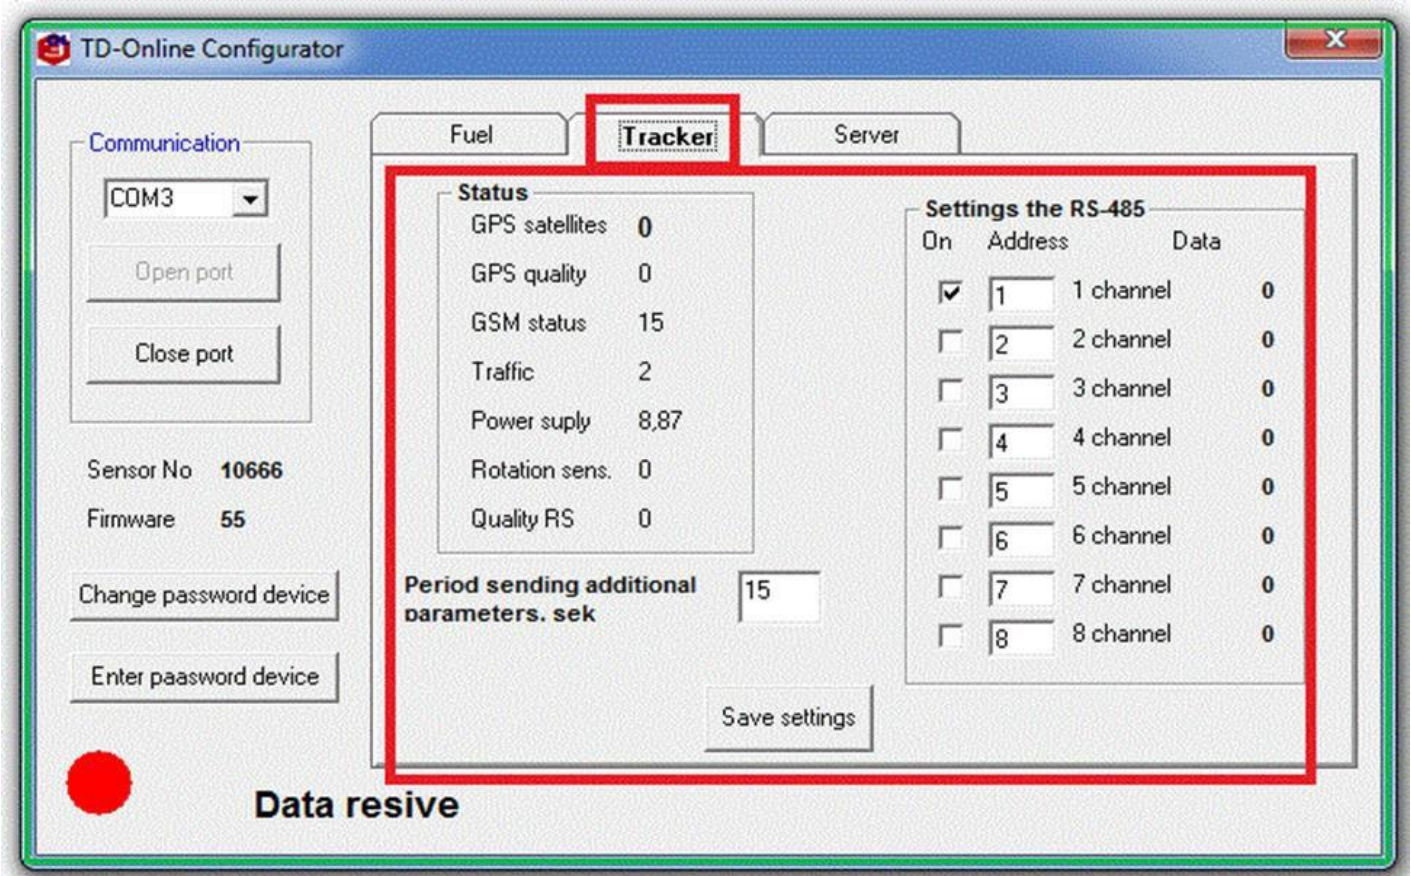 TD-Online Configurator
Communication
COM3
Open port
Close port
Sensor No 10666
Firmware 55
Change password device
Enter paasword device
Data resive
Fuel Tracker Server
Status
GPS satellites 0
GPS quality 0
GSM status 15
Traffic 2
Power suply 8,87
Rotation sens. 0
Quality RS 0
Period sending additional 15
parameters. sek
Settings the RS-485
On Address Data
1 1 channel 0
2 2 channel 0
3 3 channel 0
4 4 channel 0
5 5 channel 0
6 6 channel 0
7 7 channel 0
8 8 channel 0
Save settings